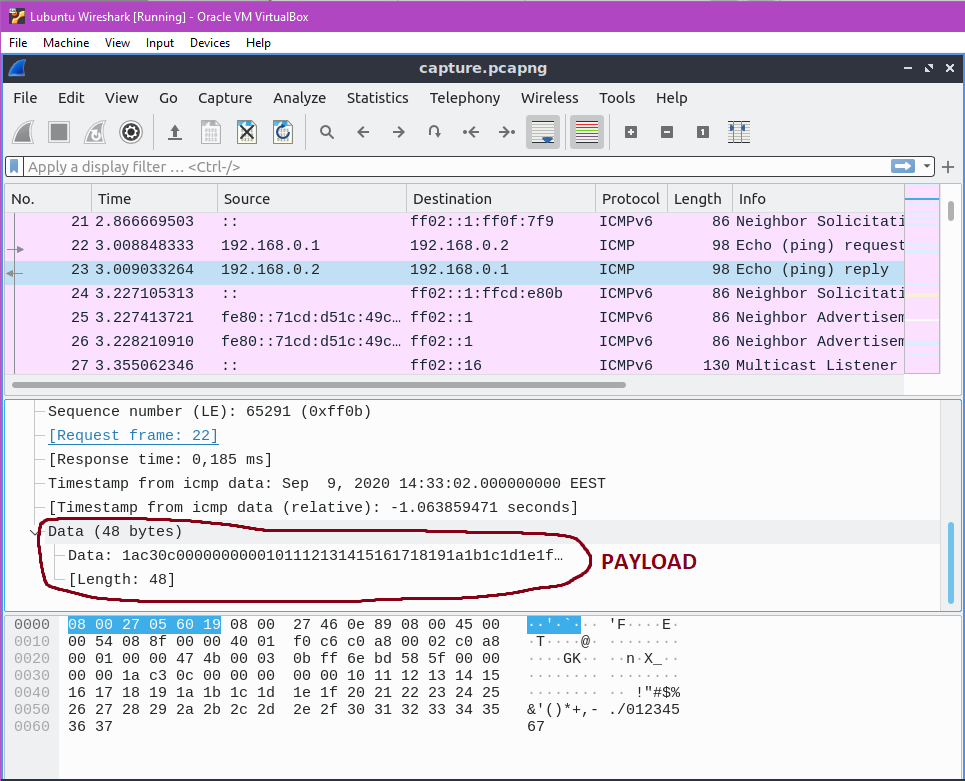 Lubuntu Wireshark [Running] - Oracle VM VirtualBox
File Machine View Input Devices Help
capture.pcapng
File Edit View Go Capture Analyze Statistics Telephony Wireless Tools Help
Apply a display filter … <Ctrl-/>
No. Time Source Destination Protocol Length Info
21 2.866669503 :: ff02::1:ff0f:7f9 ICMPv6 86 Neighbor Solicitati
22 3.008848333 192.168.0.1 192.168.0.2 ICMP 98 Echo (ping) request
23 3.009033264 192.168.0.2 192.168.0.1 ICMP 98 Echo (ping) reply
24 3.227105313 :: ff02::1:ffcd:e80b ICMPv6 86 Neighbor Solicitati
25 3.227413721 fe80::71cd:d51c:49c… ff02::1 ICMPv6 86 Neighbor Advertisem
26 3.228210910 fe80::71cd:d51c:49c… ff02::1 ICMPv6 86 Neighbor Advertisem
27 3.355062346 :: ff02::16 ICMPv6 130 Multicast Listener
Sequence number (LE): 65291 (0xff0b)
[Request frame: 22]
[Response time: 0,185 ms]
Timestamp from icmp data: Sep 9, 2020 14:33:02.000000000 EEST
[Timestamp from icmp data (relative): -1.063859471 seconds]
Data (48 bytes)
Data: 1ac30c0000000000101112131415161718191a1b1c1d1e1f…
PAYLOAD
[Length: 48]
0000 08 00 27 05 60 19 08 00 27 46 0e 89 08 00 45 00 ··'·`··· 'F····E·
0010 00 54 08 8f 00 00 40 01 f0 c6 c0 a8 00 02 c0 a8 ·T····@· ········
0020 00 01 00 00 47 4b 00 03 0b ff 6e bd 58 5f 00 00 ····GK·· ··n·X_··
0030 00 00 1a c3 0c 00 00 00 00 00 10 11 12 13 14 15 ········ ········
0040 16 17 18 19 1a 1b 1c 1d 1e 1f 20 21 22 23 24 25 ········ ·· !"#$%
0050 26 27 28 29 2a 2b 2c 2d 2e 2f 30 31 32 33 34 35 &'()*+,- ./012345
0060 36 37 67